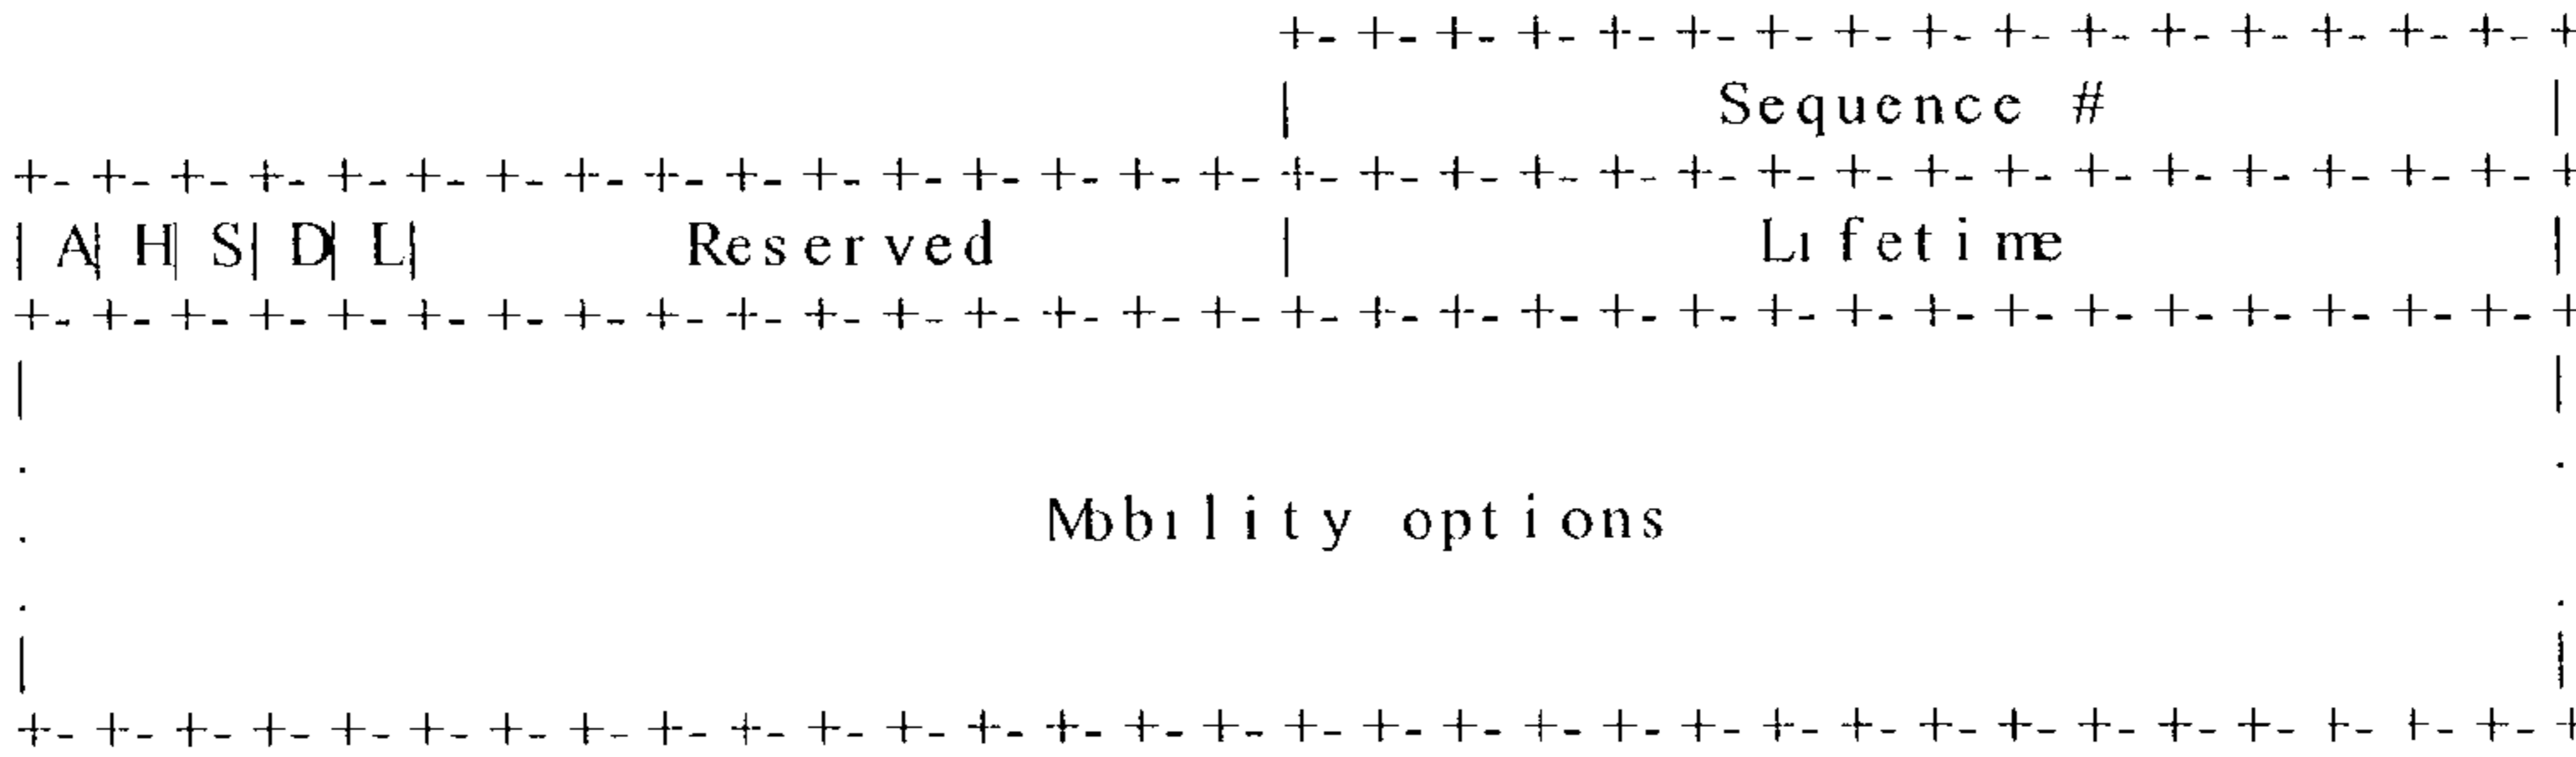 +-+-+-+-+-+-+-+-+-+-+-+-+-+-+-+-+
| Sequence # |
+-+-+-+-+-+-+-+-+-+-+-+-+-+-+-+-+-+-+-+-+-+-+-+-+-+-+-+-+-+-+-+-+
|A|H|S|D|L| Reserved | Lifetime |
+-+-+-+-+-+-+-+-+-+-+-+-+-+-+-+-+-+-+-+-+-+-+-+-+-+-+-+-+-+-+-+-+
| |
. .
. Mobility options .
. .
| |
+-+-+-+-+-+-+-+-+-+-+-+-+-+-+-+-+-+-+-+-+-+-+-+-+-+-+-+-+-+-+-+-+